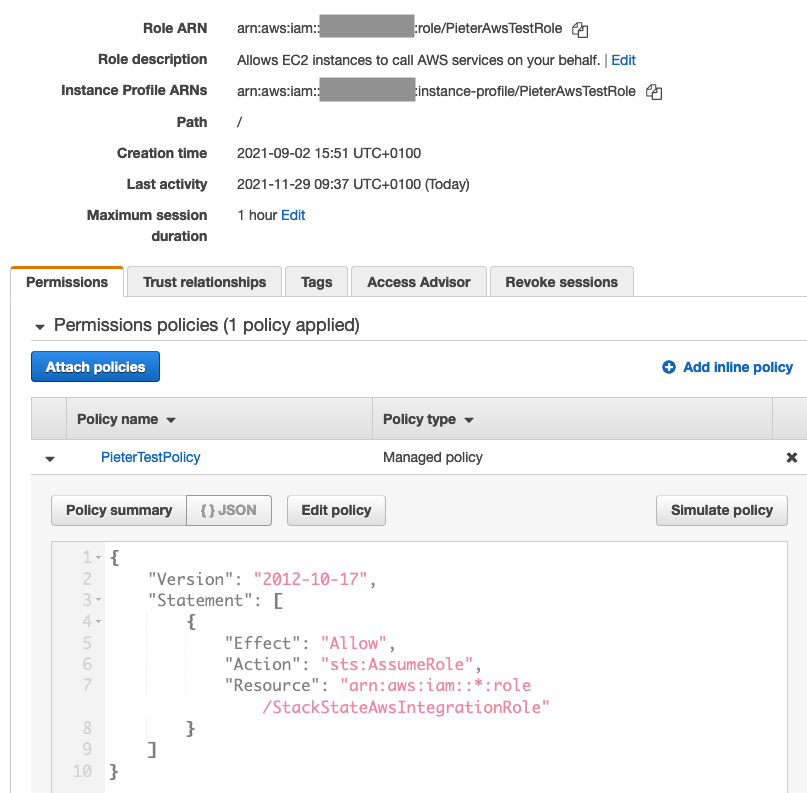 Role ARN arn:aws:iam:: :role/PieterAwsTestRole
Role description Allows EC2 instances to call AWS services on your behalf. | Edit
Instance Profile ARNs arn:aws:iam:: :instance-profile/PieterAwsTestRole
Path /
Creation time 2021-09-02 15:51 UTC+0100
Last activity 2021-11-29 09:37 UTC+0100 (Today)
Maximum session duration 1 hour Edit
Permissions Trust relationships Tags Access Advisor Revoke sessions
Permissions policies (1 policy applied)
Attach policies Add inline policy
Policy name Policy type
PieterTestPolicy Managed policy
Policy summary { } JSON Edit policy Simulate policy
1 {
2 "Version": "2012-10-17",
3 "Statement": [
4 {
5 "Effect": "Allow",
6 "Action": "sts:AssumeRole",
7 "Resource": "arn:aws:iam::*:role
/StackStateAwsIntegrationRole"
8 }
9 ]
10 }